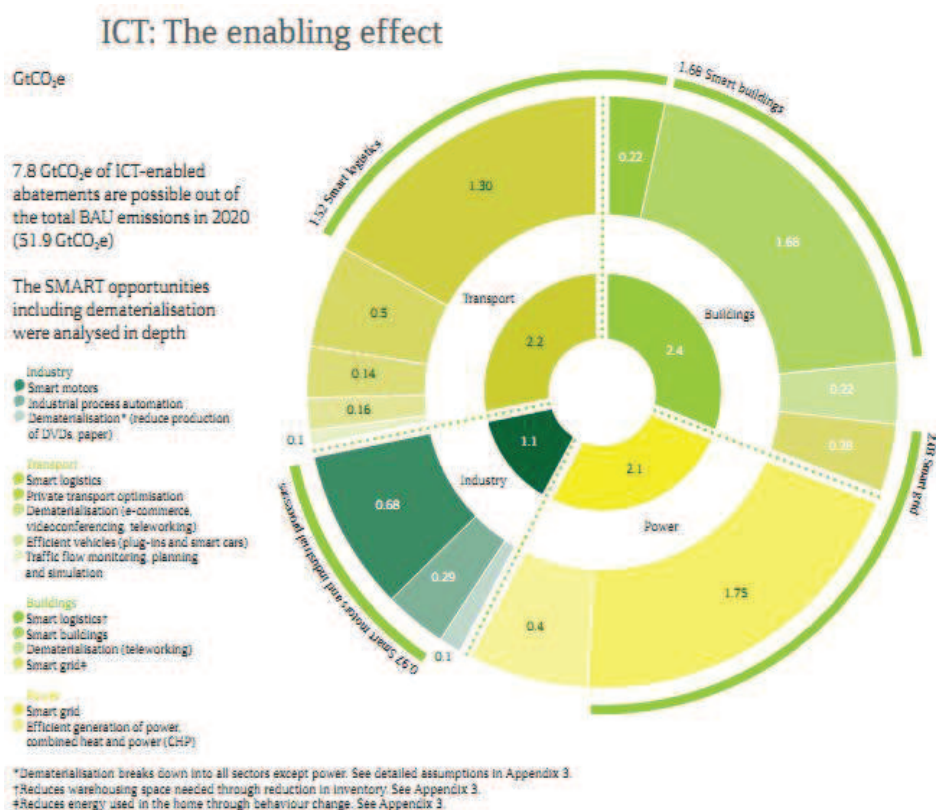 ICT: The enabling effect
GtCO₂e
7.8 GtCO₂e of ICT-enabled
abatements are possible out of
the total BAU emissions in 2020
(51.9 GtCO₂e)
The SMART opportunities
including dematerialisation
were analysed in depth
Industry
Smart motors
Industrial process automation
Dematerialisation* (reduce production
of DVDs, paper)
Transport
Smart logistics
Private transport optimisation
Dematerialisation (e-commerce,
videoconferencing, teleworking)
Efficient vehicles (plug-ins and smart cars)
Traffic flow monitoring, planning
and simulation
Buildings
Smart logistics†
Smart buildings
Dematerialisation (teleworking)
Smart grid‡
Power
Smart grid
Efficient generation of power,
combined heat and power (CHP)
1.52 Smart logistics
1.68 Smart buildings
2.03 Smart grid
0.97 Smart motors and industrial process
1.30
0.5
0.14
0.16
0.1
0.22
1.68
0.22
0.28
Transport
2.2
Buildings
2.4
Industry
1.1
Power
2.1
0.68
0.29
0.1
0.4
1.75
*Dematerialisation breaks down into all sectors except power. See detailed assumptions in Appendix 3.
†Reduces warehousing space needed through reduction in inventory. See Appendix 3.
‡Reduces energy used in the home through behaviour change. See Appendix 3.